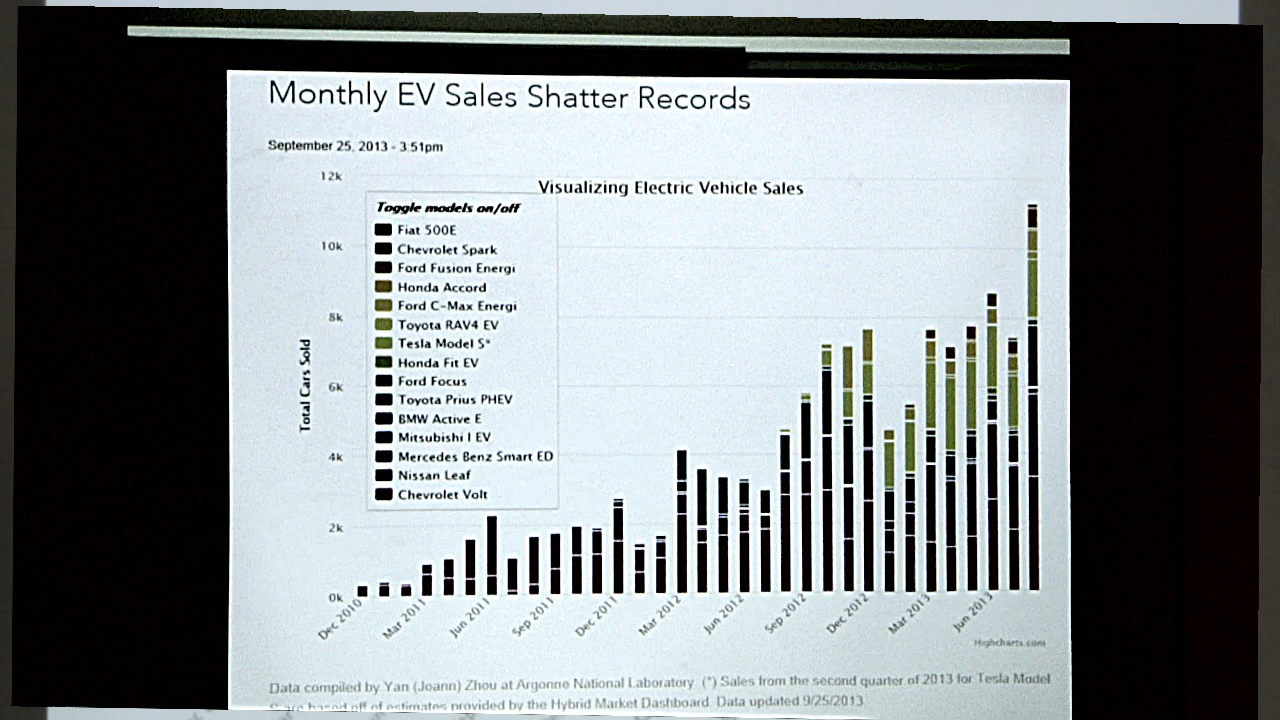 Monthly EV Sales Shatter Records
September 25, 2013 - 3:51pm
Visualizing Electric Vehicle Sales
Toggle models on/off
Fiat 500E
Chevrolet Spark
Ford Fusion Energi
Honda Accord
Ford C-Max Energi
Toyota RAV4 EV
Tesla Model S*
Honda Fit EV
Ford Focus
Toyota Prius PHEV
BMW Active E
Mitsubishi I EV
Mercedes Benz Smart ED
Nissan Leaf
Chevrolet Volt
Total Cars Sold
12k
10k
8k
6k
4k
2k
0k
Dec 2010
Mar 2011
Jun 2011
Sep 2011
Dec 2011
Mar 2012
Jun 2012
Sep 2012
Dec 2012
Mar 2013
Jun 2013
Highcharts.com
Data compiled by Yan (Joann) Zhou at Argonne National Laboratory. (*) Sales from the second quarter of 2013 for Tesla Model
S are based off of estimates provided by the Hybrid Market Dashboard. Data updated 9/25/2013.